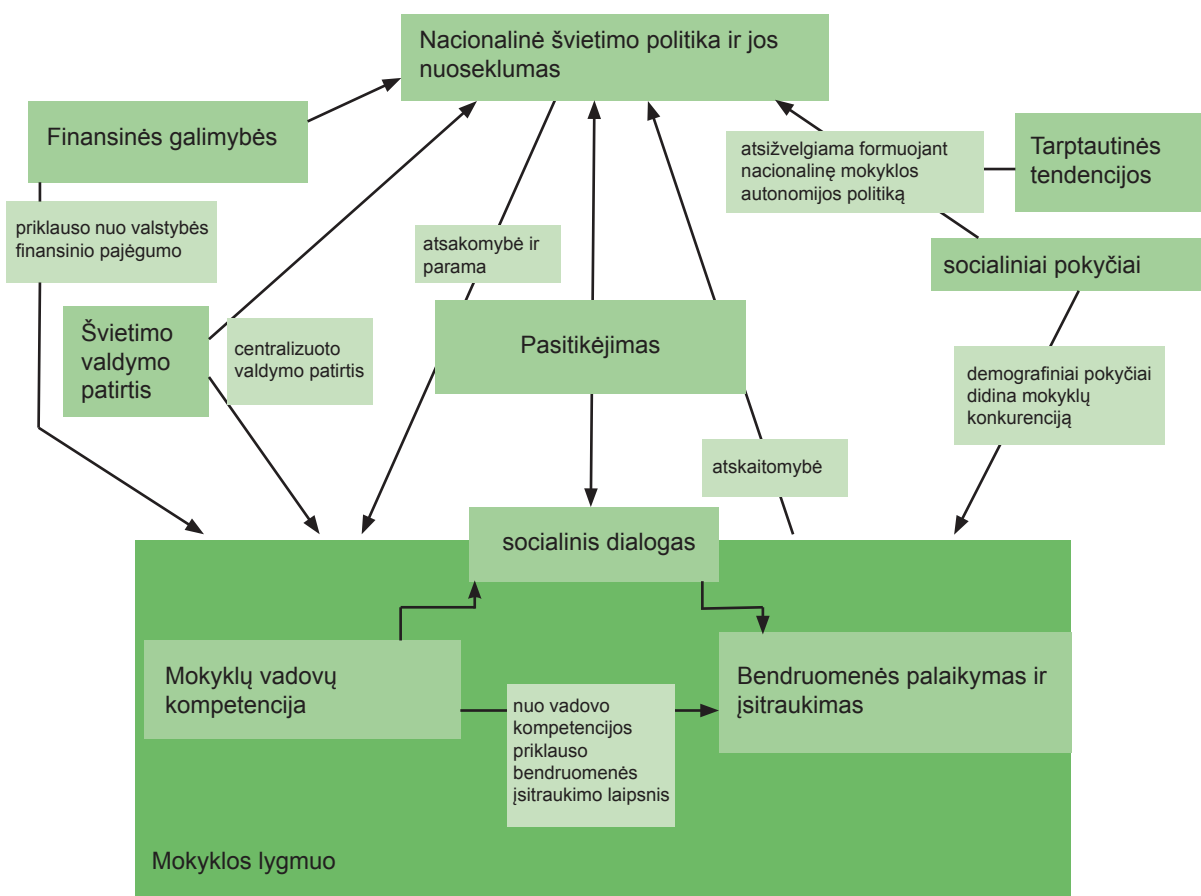 Nacionalinė švietimo politika ir jos
nuoseklumas
Finansinės galimybės
atsižvelgiama formuojant
nacionalinę mokyklos
autonomijos politiką
Tarptautinės
tendencijos
priklauso nuo valstybės
finansinio pajėgumo
atsakomybė ir
parama
socialiniai pokyčiai
Švietimo
valdymo
patirtis
centralizuoto
valdymo patirtis
Pasitikėjimas
demografiniai pokyčiai
didina mokyklų
konkurenciją
atskaitomybė
socialinis dialogas
Mokyklų vadovų
kompetencija
nuo vadovo
kompetencijos
priklauso
bendruomenės
įsitraukimo laipsnis
Bendruomenės palaikymas ir
įsitraukimas
Mokyklos lygmuo